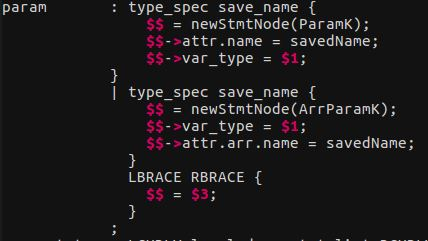 param : type_spec save_name {
$$ = newStmtNode(ParamK);
$$->attr.name = savedName;
$$->var_type = $1;
}
| type_spec save_name {
$$ = newStmtNode(ArrParamK);
$$->var_type = $1;
$$->attr.arr.name = savedName;
}
LBRACE RBRACE {
$$ = $3;
}
;